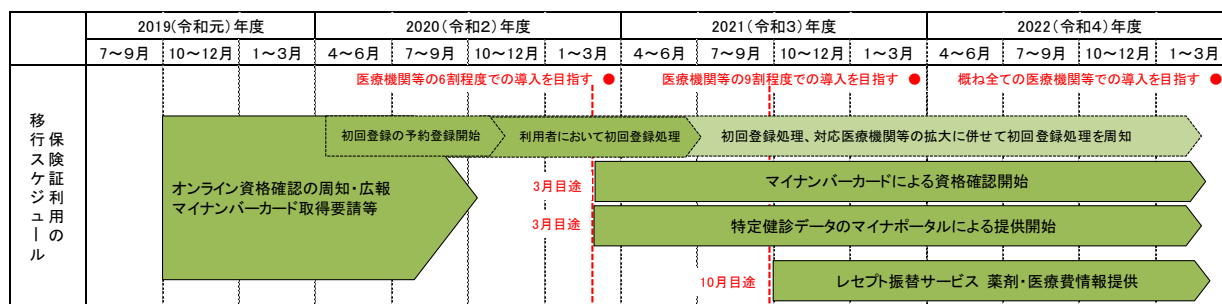 2019(令和元)年度 2020(令和2)年度 2021(令和3)年度 2022(令和4)年度
7～9月 10～12月 1～3月 4～6月 7～9月 10～12月 1～3月 4～6月 7～9月 10～12月 1～3月 4～6月 7～9月 10～12月 1～3月
保険証利用の
移行スケジュール
医療機関等の6割程度での導入を目指す ● 医療機関等の9割程度での導入を目指す ● 概ね全ての医療機関等での導入を目指す ●
初回登録の予約登録開始 利用者において初回登録処理 初回登録処理、対応医療機関等の拡大に併せて初回登録処理を周知
オンライン資格確認の周知・広報
マイナンバーカード取得要請等
3月目途 マイナンバーカードによる資格確認開始
3月目途 特定健診データのマイナポータルによる提供開始
10月目途 レセプト振替サービス 薬剤・医療費情報提供